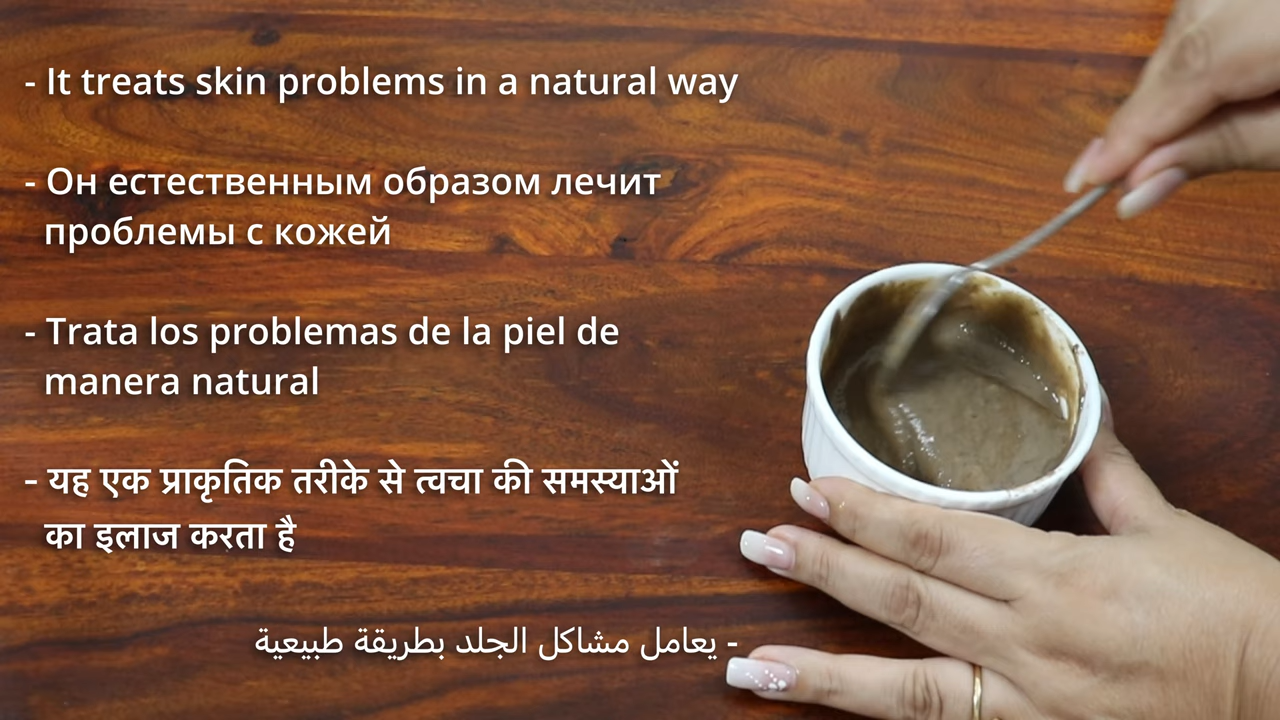 - It treats skin problems in a natural way
- Он естественным образом лечит
проблемы с кожей
- Trata los problemas de la piel de
manera natural
- यह एक प्राकृतिक तरीके से त्वचा की समस्याओं
का इलाज करता है
- يعامل مشاكل الجلد بطريقة طبيعية